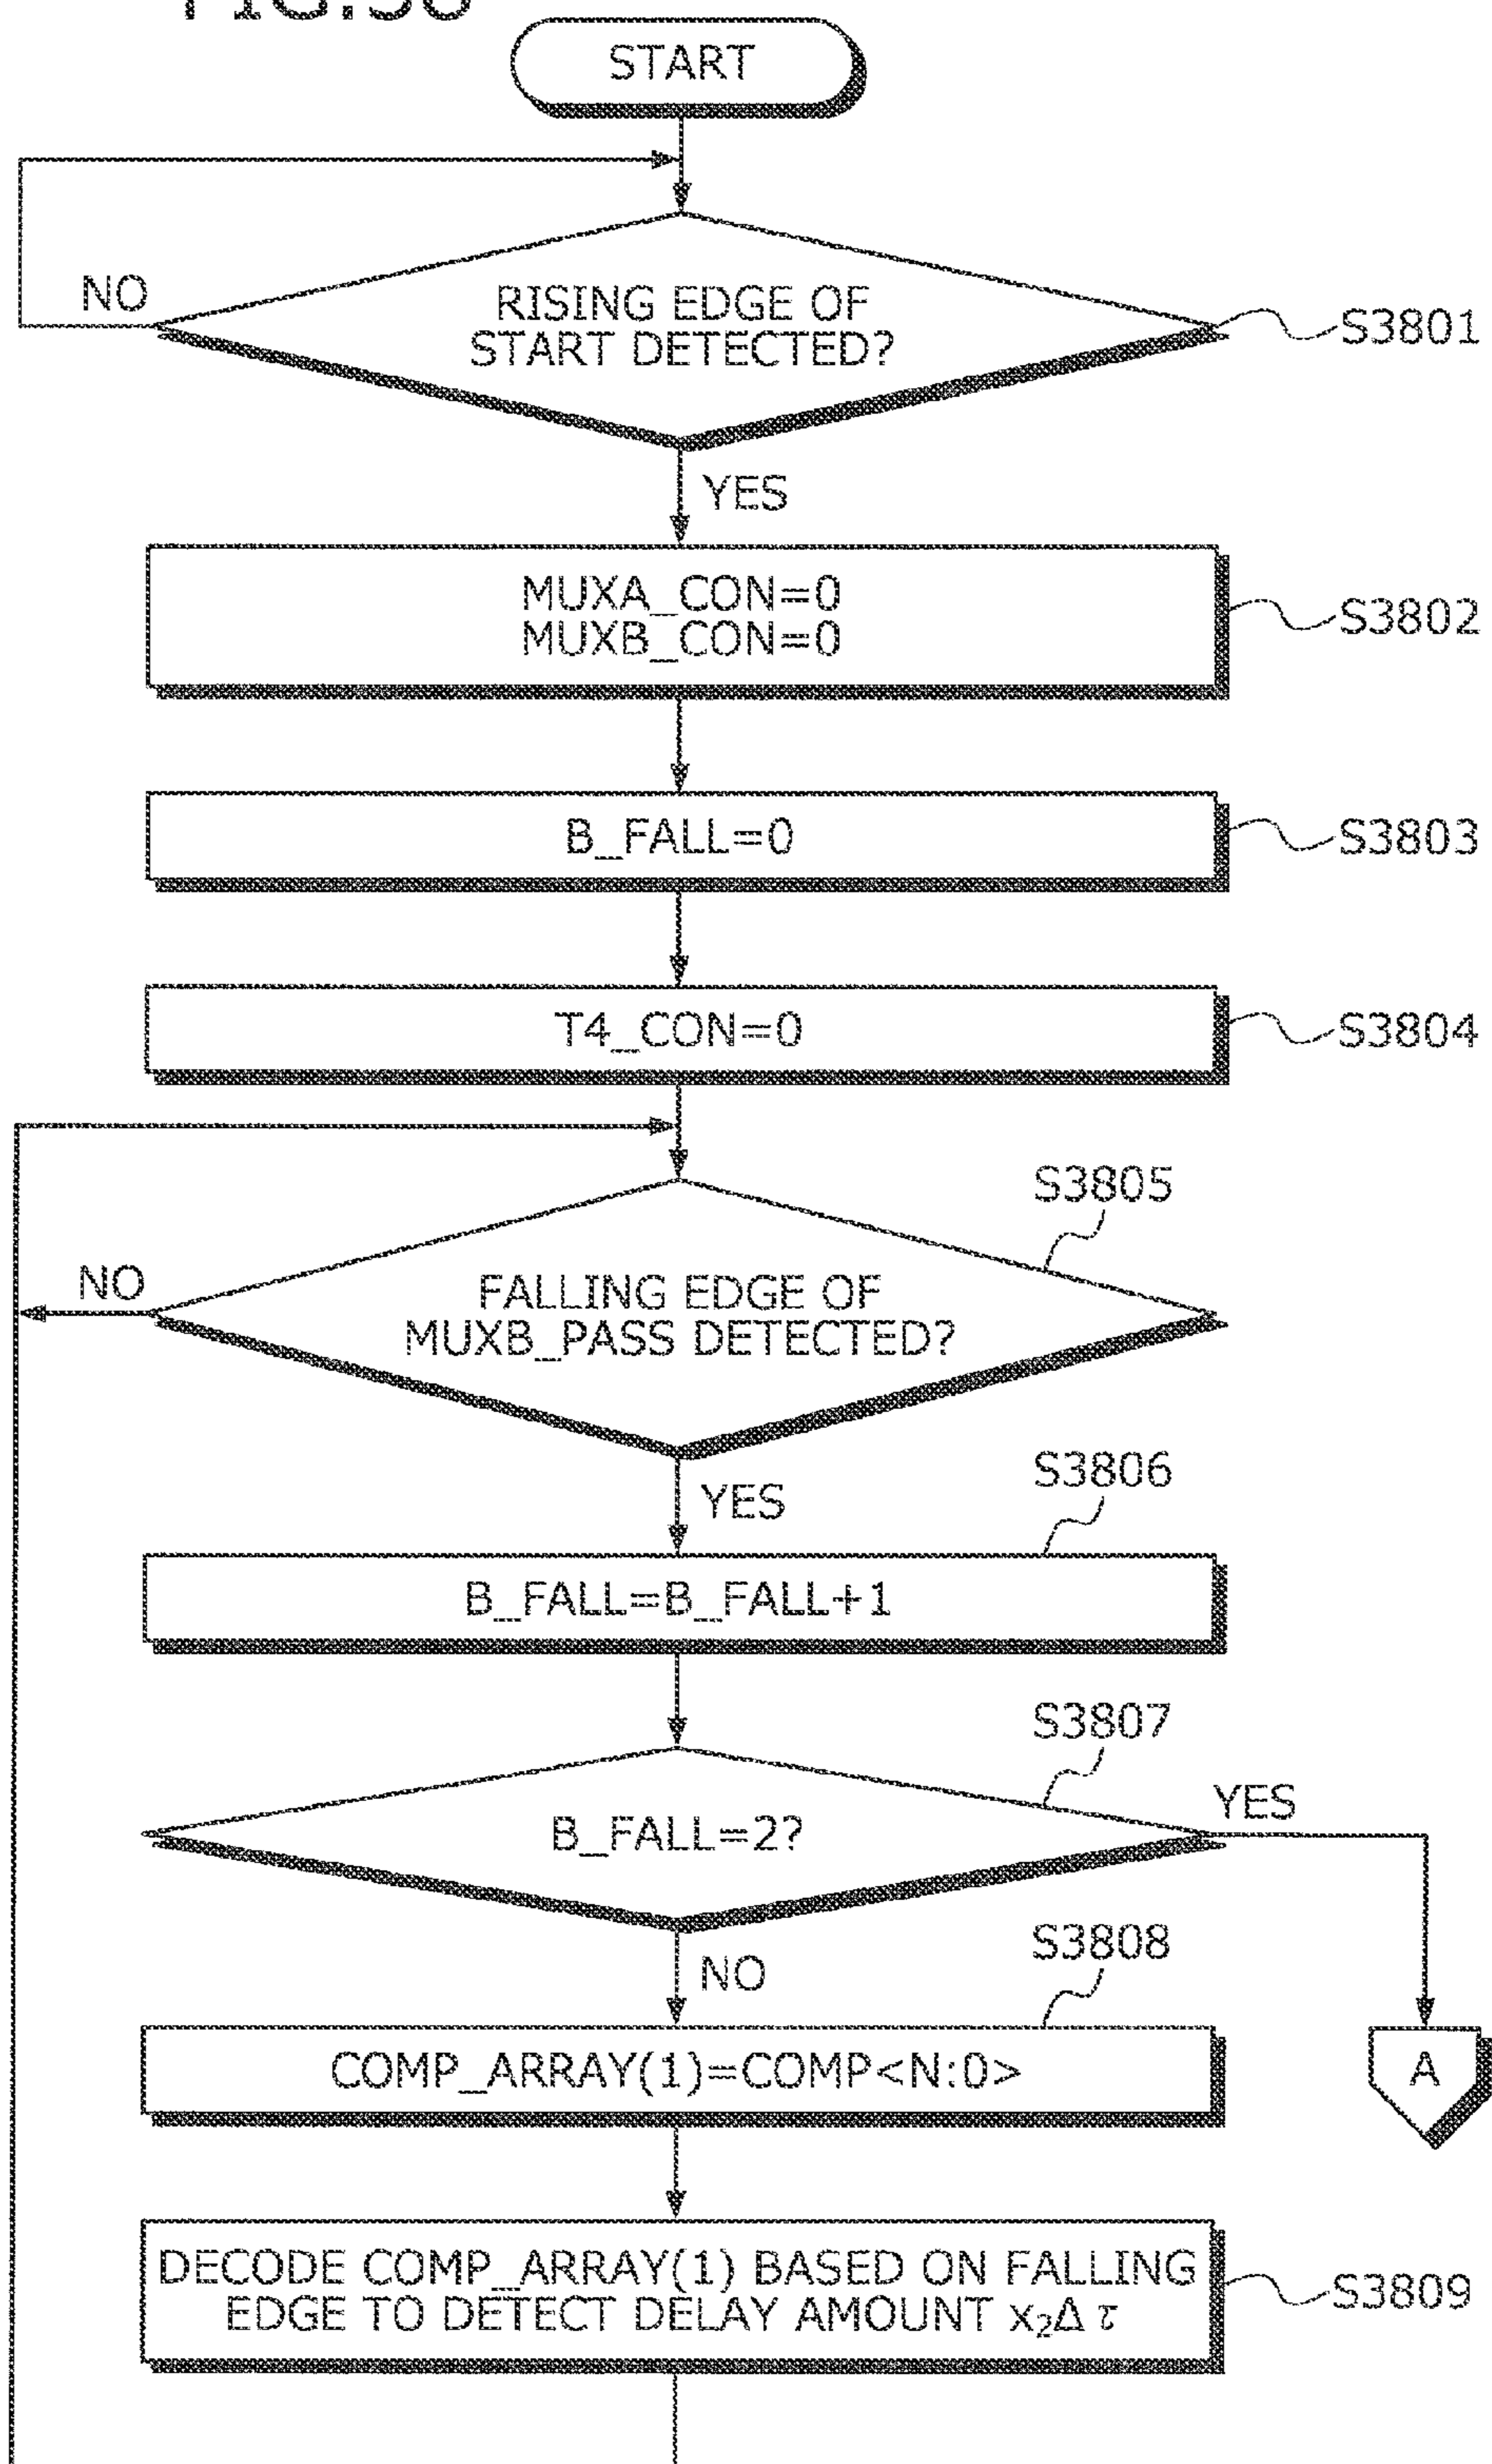 START
NO
RISING EDGE OF
START DETECTED?
S3801
YES
MUXA_CON=0
MUXB_CON=0
S3802
B_FALL=0
S3803
T4_CON=0
S3804
S3805
NO
FALLING EDGE OF
MUXB_PASS DETECTED?
YES
S3806
B_FALL=B_FALL+1
S3807
YES
B_FALL=2?
NO
S3808
COMP_ARRAY(1)=COMP<N:0>
A
DECODE COMP_ARRAY(1) BASED ON FALLING
EDGE TO DETECT DELAY AMOUNT x₂Δτ
S3809